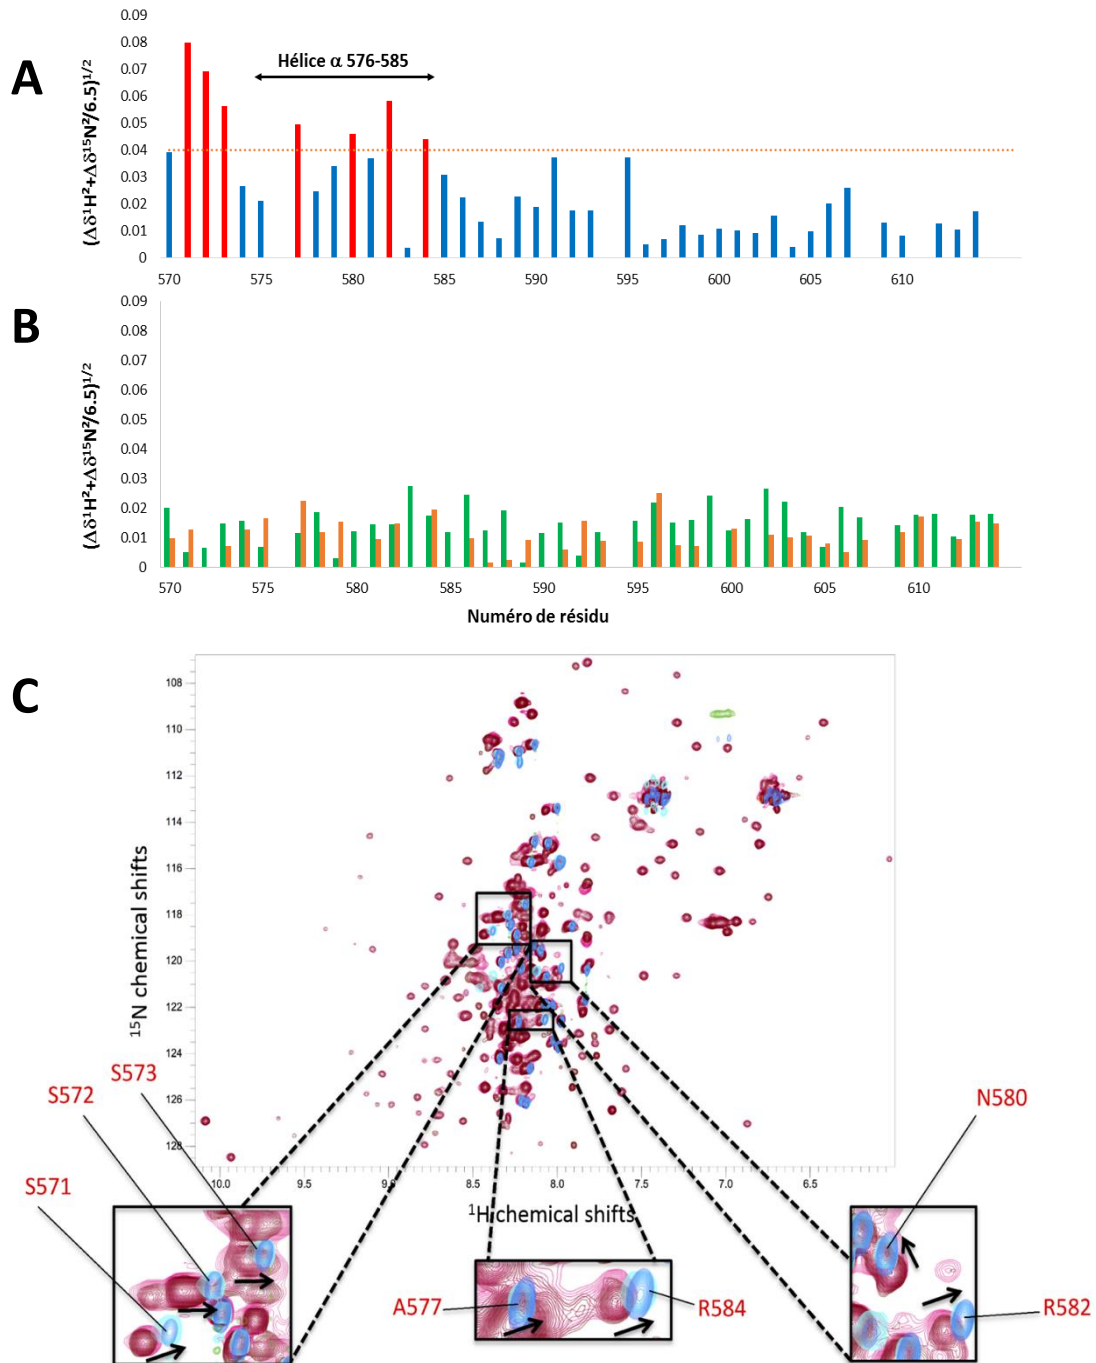 A
(Δδ¹H²+Δδ¹⁵N²/6.5)¹/²
0.09
0.08
0.07
0.06
0.05
0.04
0.03
0.02
0.01
0
Hélice α 576-585
570 575 580 585 590 595 600 605 610
B
(Δδ¹H²+Δδ¹⁵N²/6.5)¹/²
0.09
0.08
0.07
0.06
0.05
0.04
0.03
0.02
0.01
0
570 575 580 585 590 595 600 605 610
Numéro de résidu
C
¹⁵N chemical shifts
108
110
112
114
116
118
120
122
124
126
128
10.0 9.5 9.0 8.5 8.0 7.5 7.0 6.5
¹H chemical shifts
S573
S572
S571
A577
R584
N580
R582